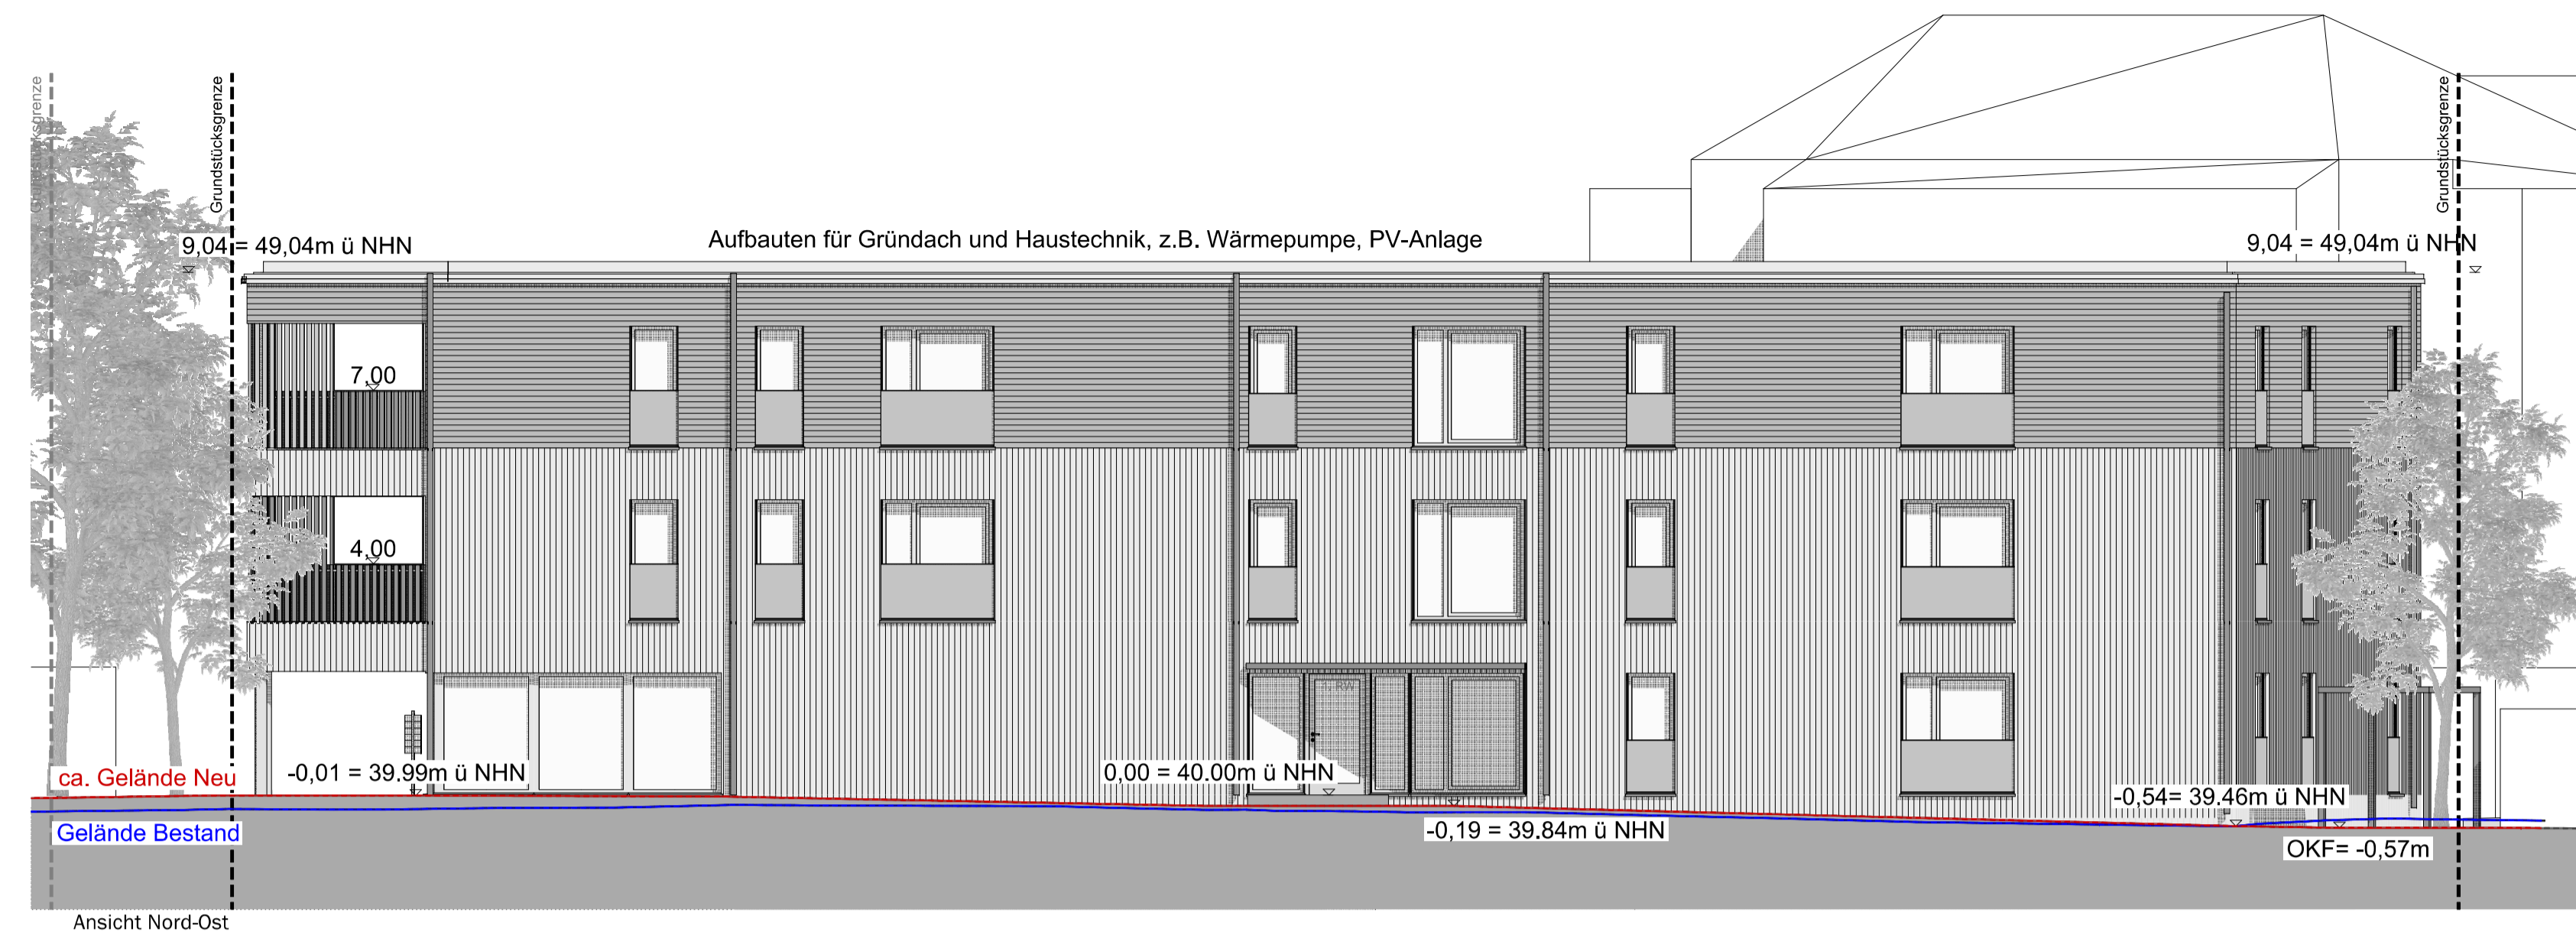 Grundstücksgrenze
Grundstücksgrenze
Grundstücksgrenze
9,04 = 49,04m ü NHN
Aufbauten für Gründach und Haustechnik, z.B. Wärmepumpe, PV-Anlage
9,04 = 49,04m ü NHN
7,00
4,00
1. RW
ca. Gelände Neu
-0,01 = 39.99m ü NHN
0,00 = 40.00m ü NHN
-0,54= 39.46m ü NHN
Gelände Bestand
-0,19 = 39.84m ü NHN
OKF= -0,57m
Ansicht Nord-Ost